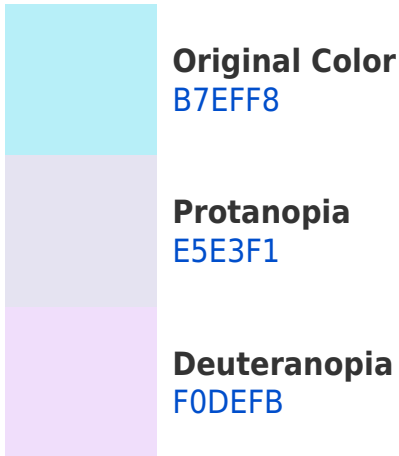 Original Color
B7EFF8
Protanopia
E5E3F1
Deuteranopia
F0DEFB